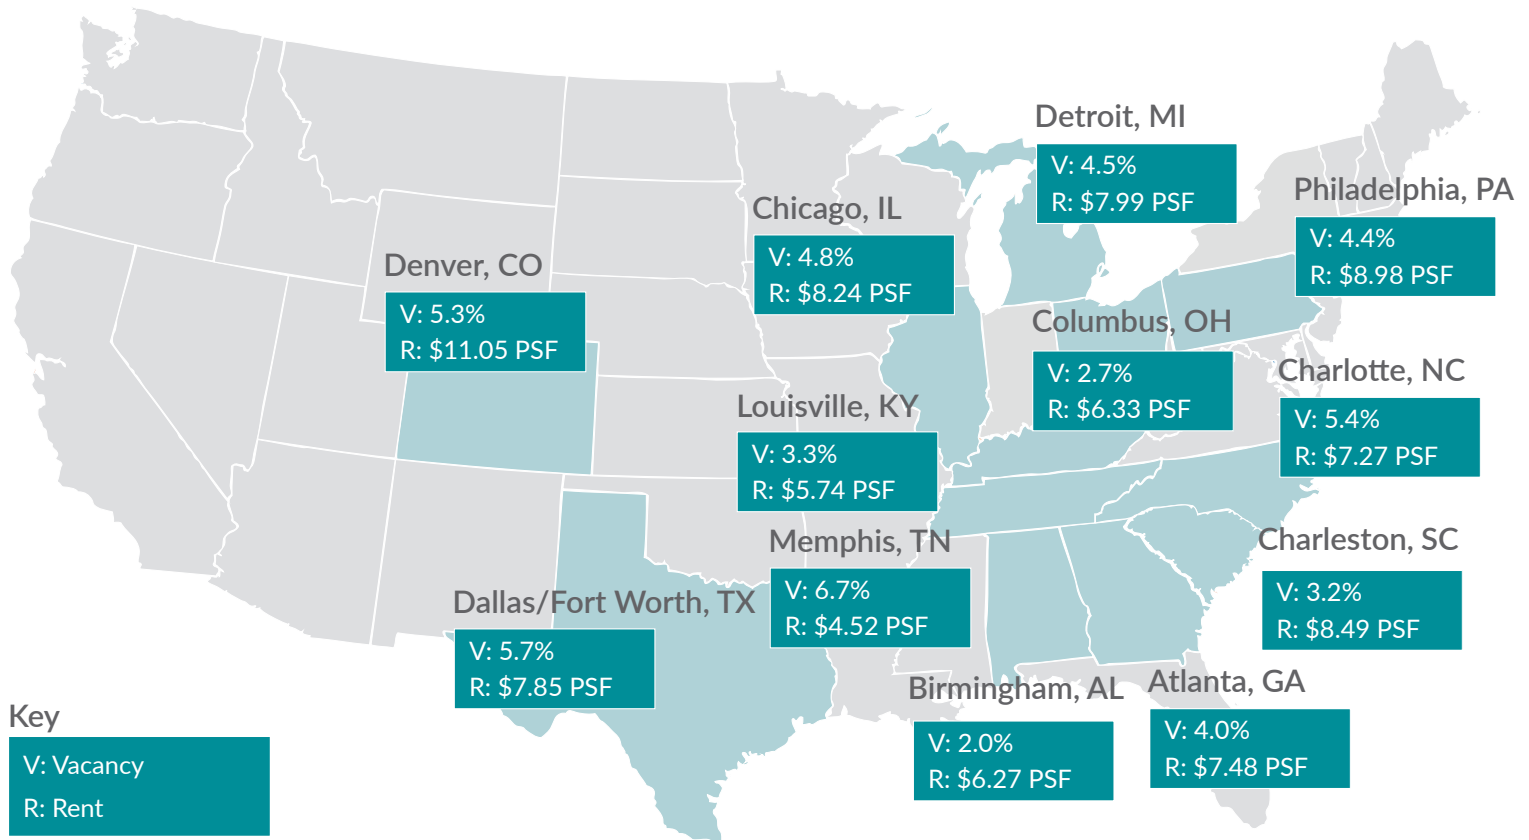 Detroit, MI
V: 4.5%
R: $7.99 PSF
Philadelphia, PA
V: 4.4%
R: $8.98 PSF
Chicago, IL
V: 4.8%
R: $8.24 PSF
Denver, CO
V: 5.3%
R: $11.05 PSF
Columbus, OH
V: 2.7%
R: $6.33 PSF
Charlotte, NC
V: 5.4%
R: $7.27 PSF
Louisville, KY
V: 3.3%
R: $5.74 PSF
Memphis, TN
V: 6.7%
R: $4.52 PSF
Charleston, SC
V: 3.2%
R: $8.49 PSF
Dallas/Fort Worth, TX
V: 5.7%
R: $7.85 PSF
Birmingham, AL
V: 2.0%
R: $6.27 PSF
Atlanta, GA
V: 4.0%
R: $7.48 PSF
Key
V: Vacancy
R: Rent